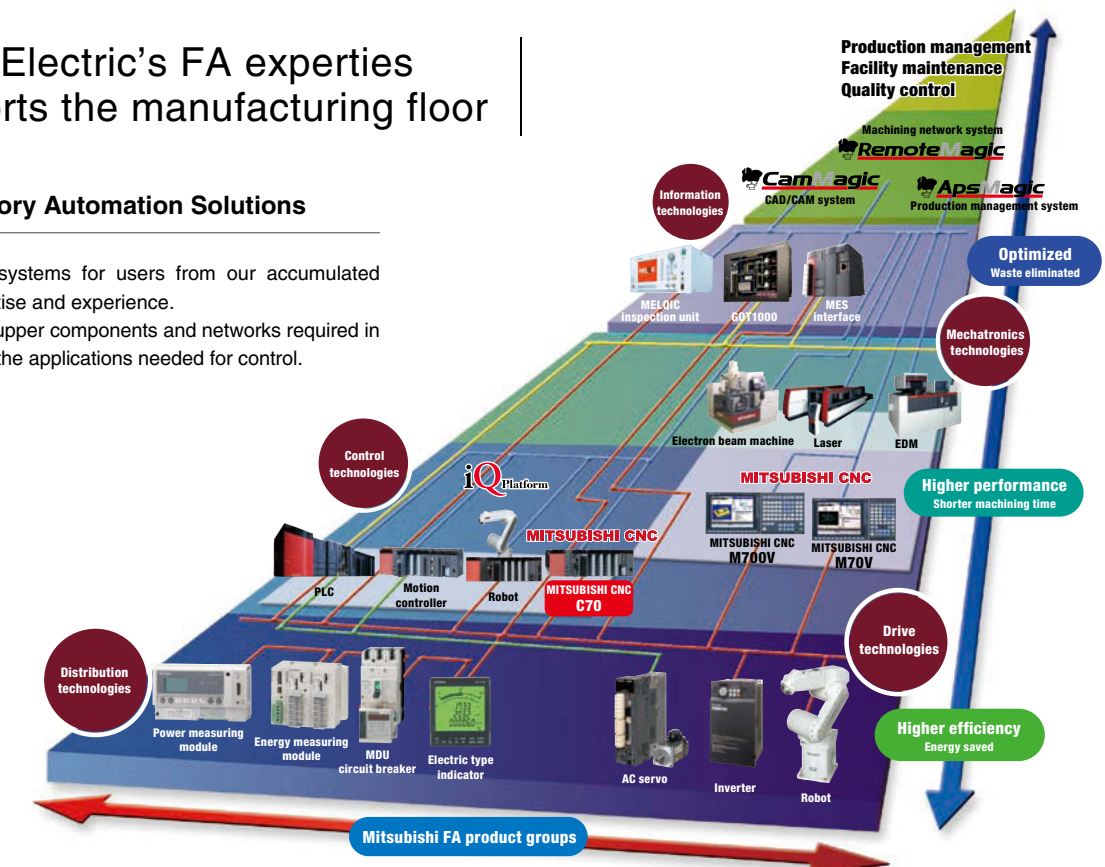 Electric’s FA experties
rts the manufacturing floor
ory Automation Solutions
systems for users from our accumulated
tise and experience.
upper components and networks required in
the applications needed for control.
Production management
Facility maintenance
Quality control
Machining network system
RemoteMagic
CamMagic
CAD/CAM system
ApsMagic
Production management system
Information
technologies
Optimized
Waste eliminated
MELQIC
inspection unit
GOT1000
MES
interface
Mechatronics
technologies
Electron beam machine
Laser
EDM
Control
technologies
iQ Platform
MITSUBISHI CNC
Higher performance
Shorter machining time
MITSUBISHI CNC
M700V
MITSUBISHI CNC
M70V
MITSUBISHI CNC
PLC
Motion
controller
Robot
MITSUBISHI CNC
C70
Drive
technologies
Distribution
technologies
Power measuring
module
Energy measuring
module
MDU
circuit breaker
Electric type
indicator
AC servo
Inverter
Robot
Higher efficiency
Energy saved
Mitsubishi FA product groups